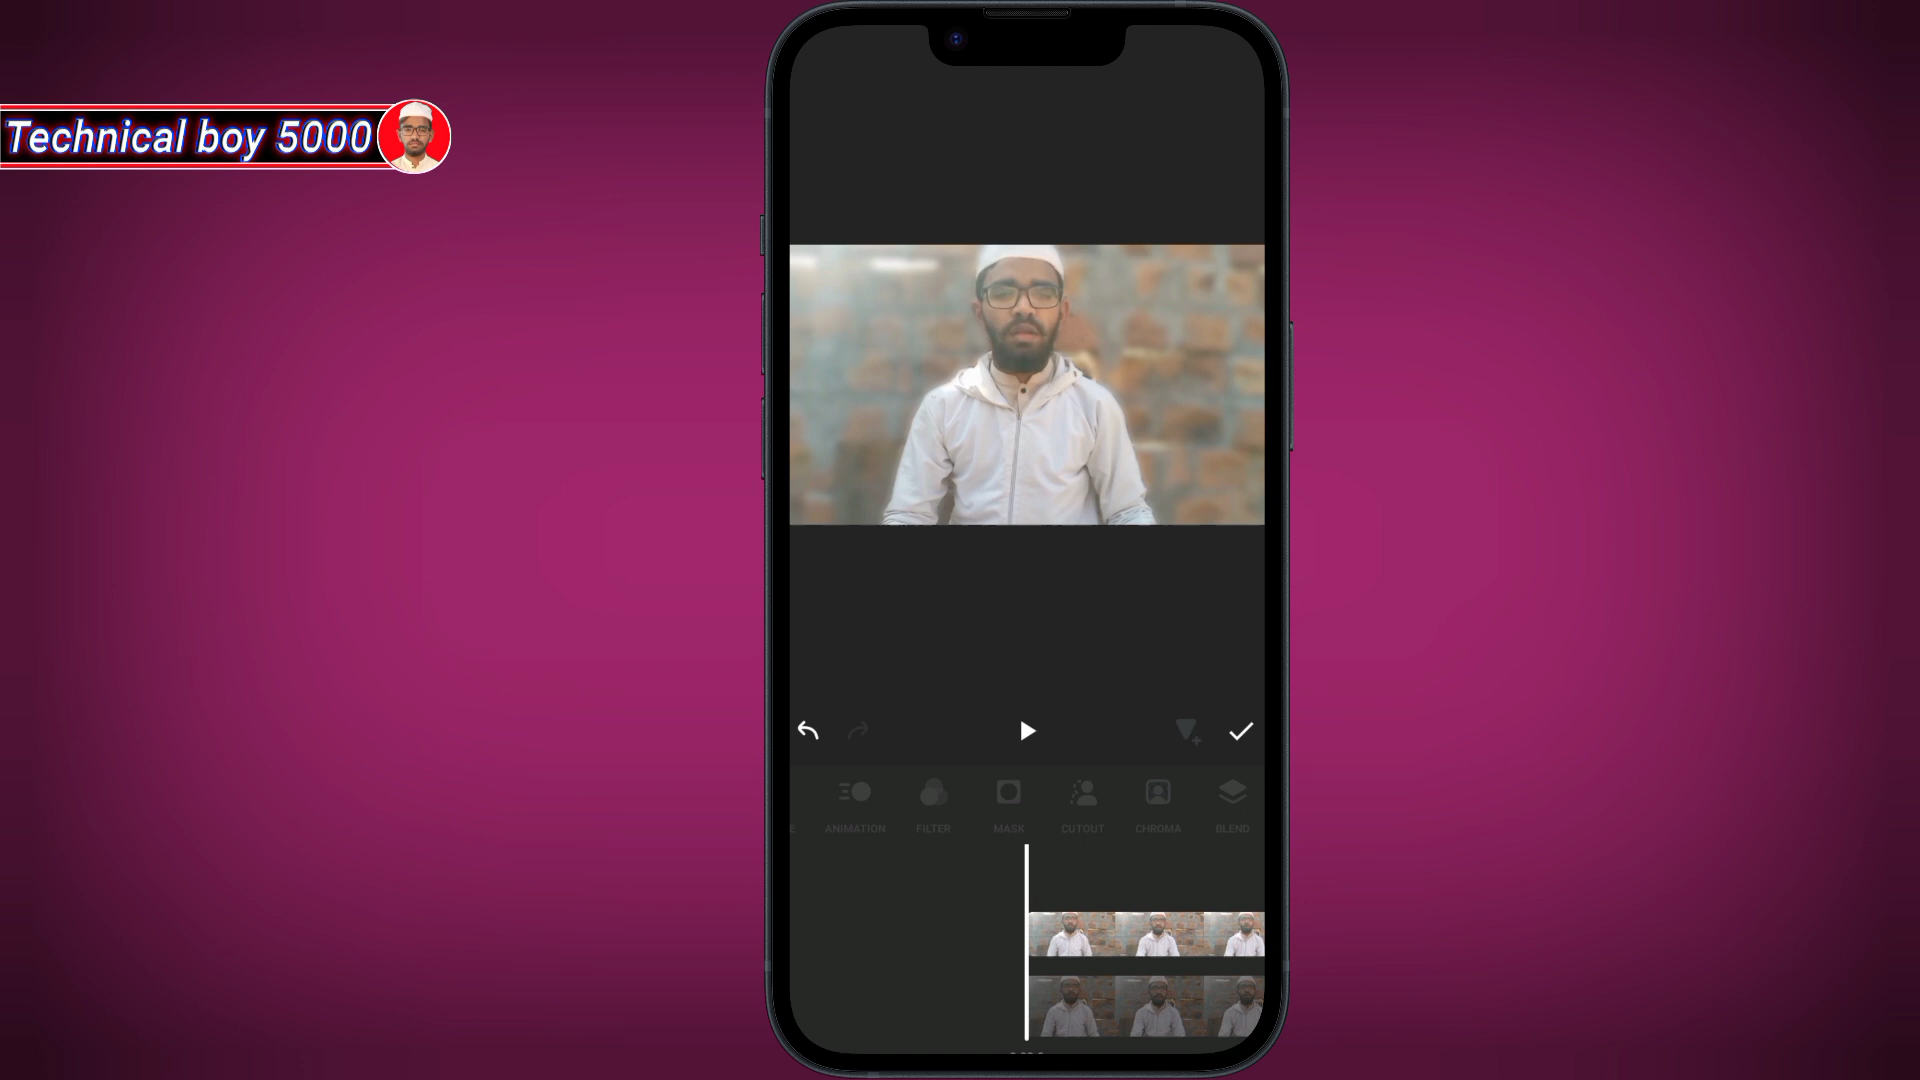 Technical boy 5000
E ANIMATION FILTER MASK CUTOUT CHROMA BLEND